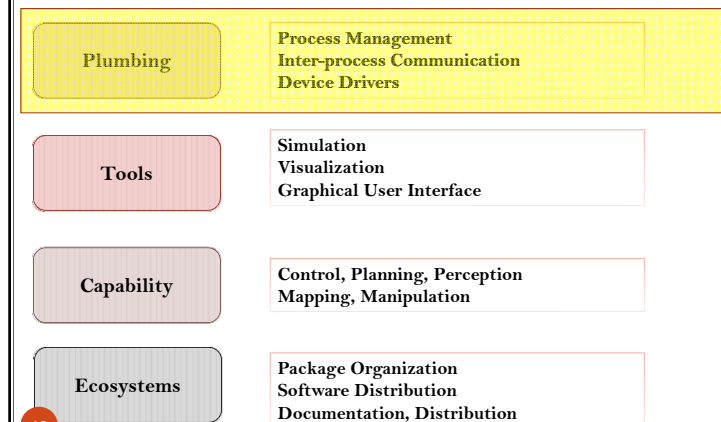 Plumbing
Process Management
Inter-process Communication
Device Drivers
Tools
Simulation
Visualization
Graphical User Interface
Capability
Control, Planning, Perception
Mapping, Manipulation
Ecosystems
Package Organization
Software Distribution
Documentation, Distribution